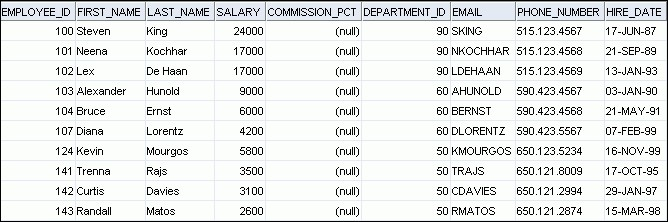 EMPLOYEE_ID FIRST_NAME LAST_NAME SALARY COMMISSION_PCT DEPARTMENT_ID EMAIL PHONE_NUMBER HIRE_DATE
100 Steven King 24000 (null) 90 SKING 515.123.4567 17-JUN-87
101 Neena Kochhar 17000 (null) 90 NKOCHHAR 515.123.4568 21-SEP-89
102 Lex De Haan 17000 (null) 90 LDEHAAN 515.123.4569 13-JAN-93
103 Alexander Hunold 9000 (null) 60 AHUNOLD 590.423.4567 03-JAN-90
104 Bruce Ernst 6000 (null) 60 BERNST 590.423.4568 21-MAY-91
107 Diana Lorentz 4200 (null) 60 DLORENTZ 590.423.5567 07-FEB-99
124 Kevin Mourgos 5800 (null) 50 KMOURGOS 650.123.5234 16-NOV-99
141 Trenna Rajs 3500 (null) 50 TRAJS 650.121.8009 17-OCT-95
142 Curtis Davies 3100 (null) 50 CDAVIES 650.121.2994 29-JAN-97
143 Randall Matos 2600 (null) 50 RMATOS 650.121.2874 15-MAR-98